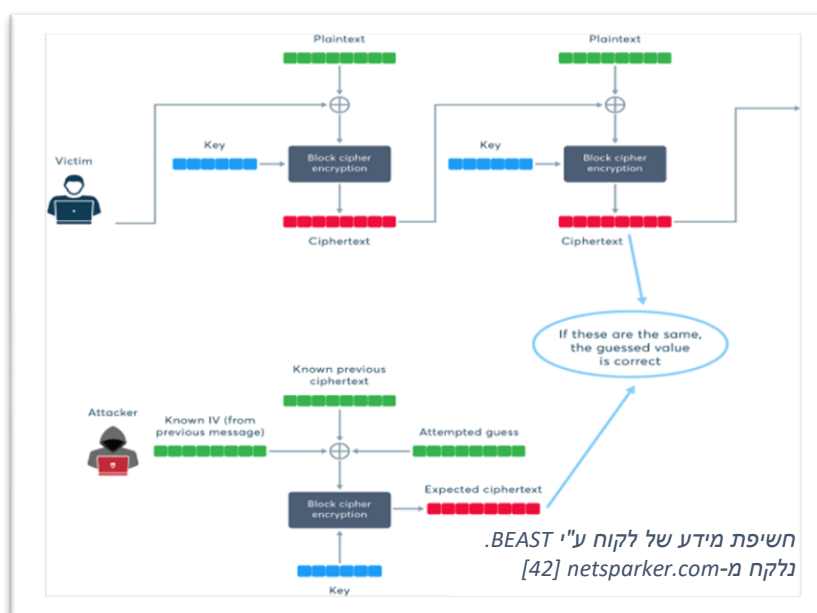 Plaintext
Plaintext
Key
Key
Victim
Block cipher
encryption
Block cipher
encryption
Ciphertext
Ciphertext
If these are the same,
the guessed value
is correct
Known previous
ciphertext
Attacker
Known IV (from
previous message)
Attempted guess
Block cipher
encryption
Expected ciphertext
Key
חשיפת מידע של לקוח ע"י BEAST.
נלקח מ-netsparker.com [42]